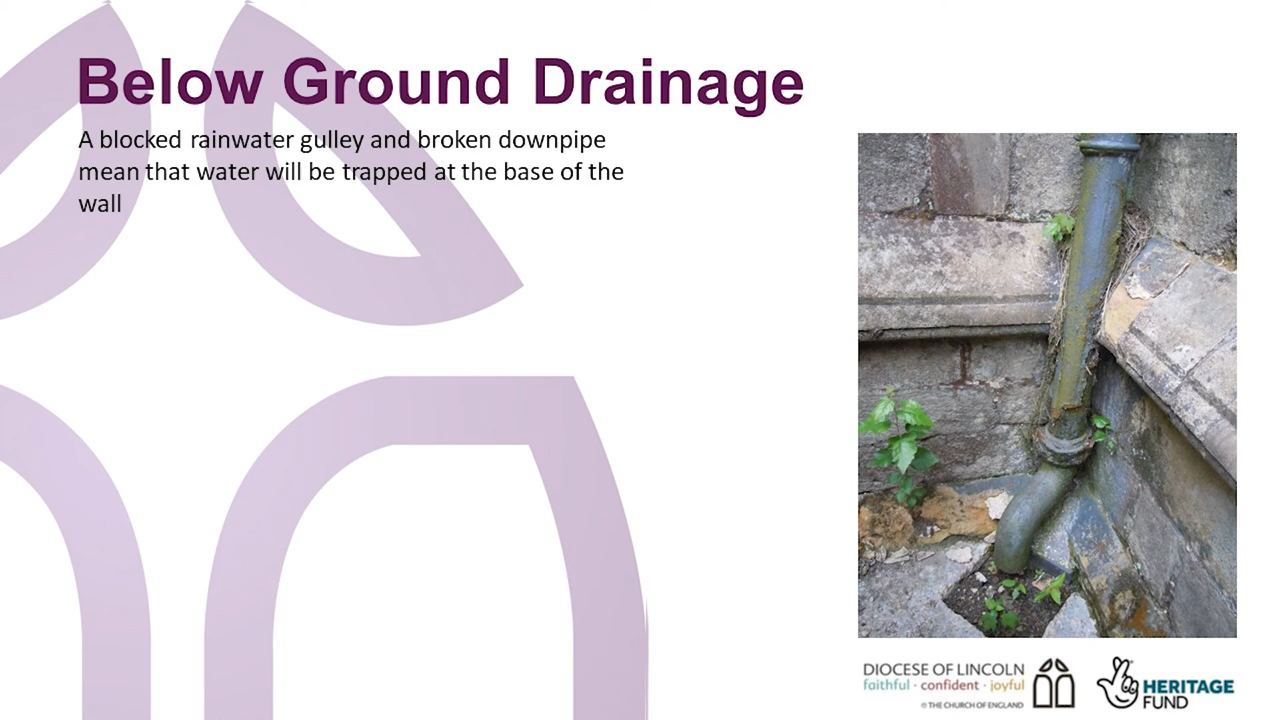 Below Ground Drainage
A blocked rainwater gulley and broken downpipe
mean that water will be trapped at the base of the
wall
DIOCESE OF LINCOLN
faithful · confident · joyful
© THE CHURCH OF ENGLAND
HERITAGE
FUND